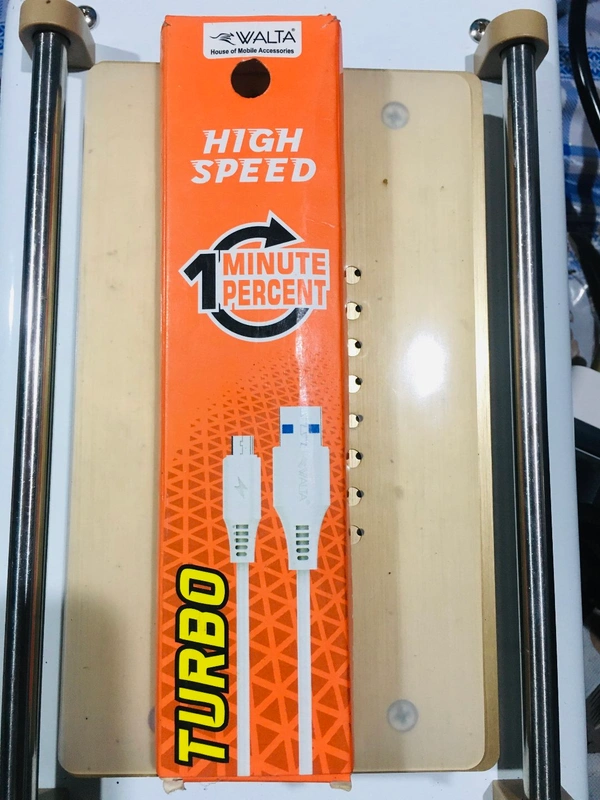 WALTA
House of Mobile Accessories
HIGH
SPEED
1 MINUTE
PERCENT
TURBO